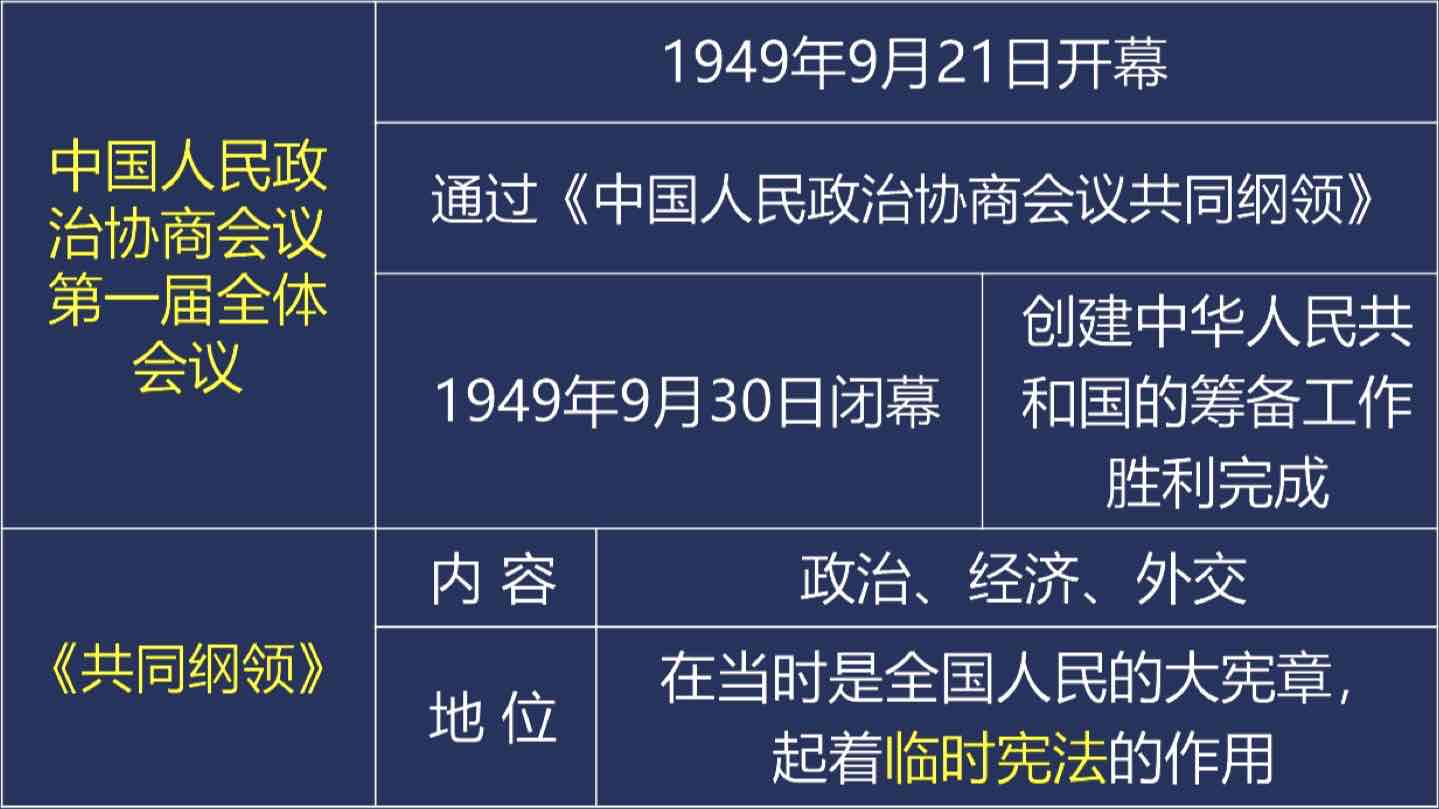 中国人民政
治协商会议
第一届全体
会议
1949年9月21日开幕
通过《中国人民政治协商会议共同纲领》
1949年9月30日闭幕
创建中华人民共
和国的筹备工作
胜利完成
《共同纲领》
内 容
政治、经济、外交
地 位
在当时是全国人民的大宪章，
起着临时宪法的作用